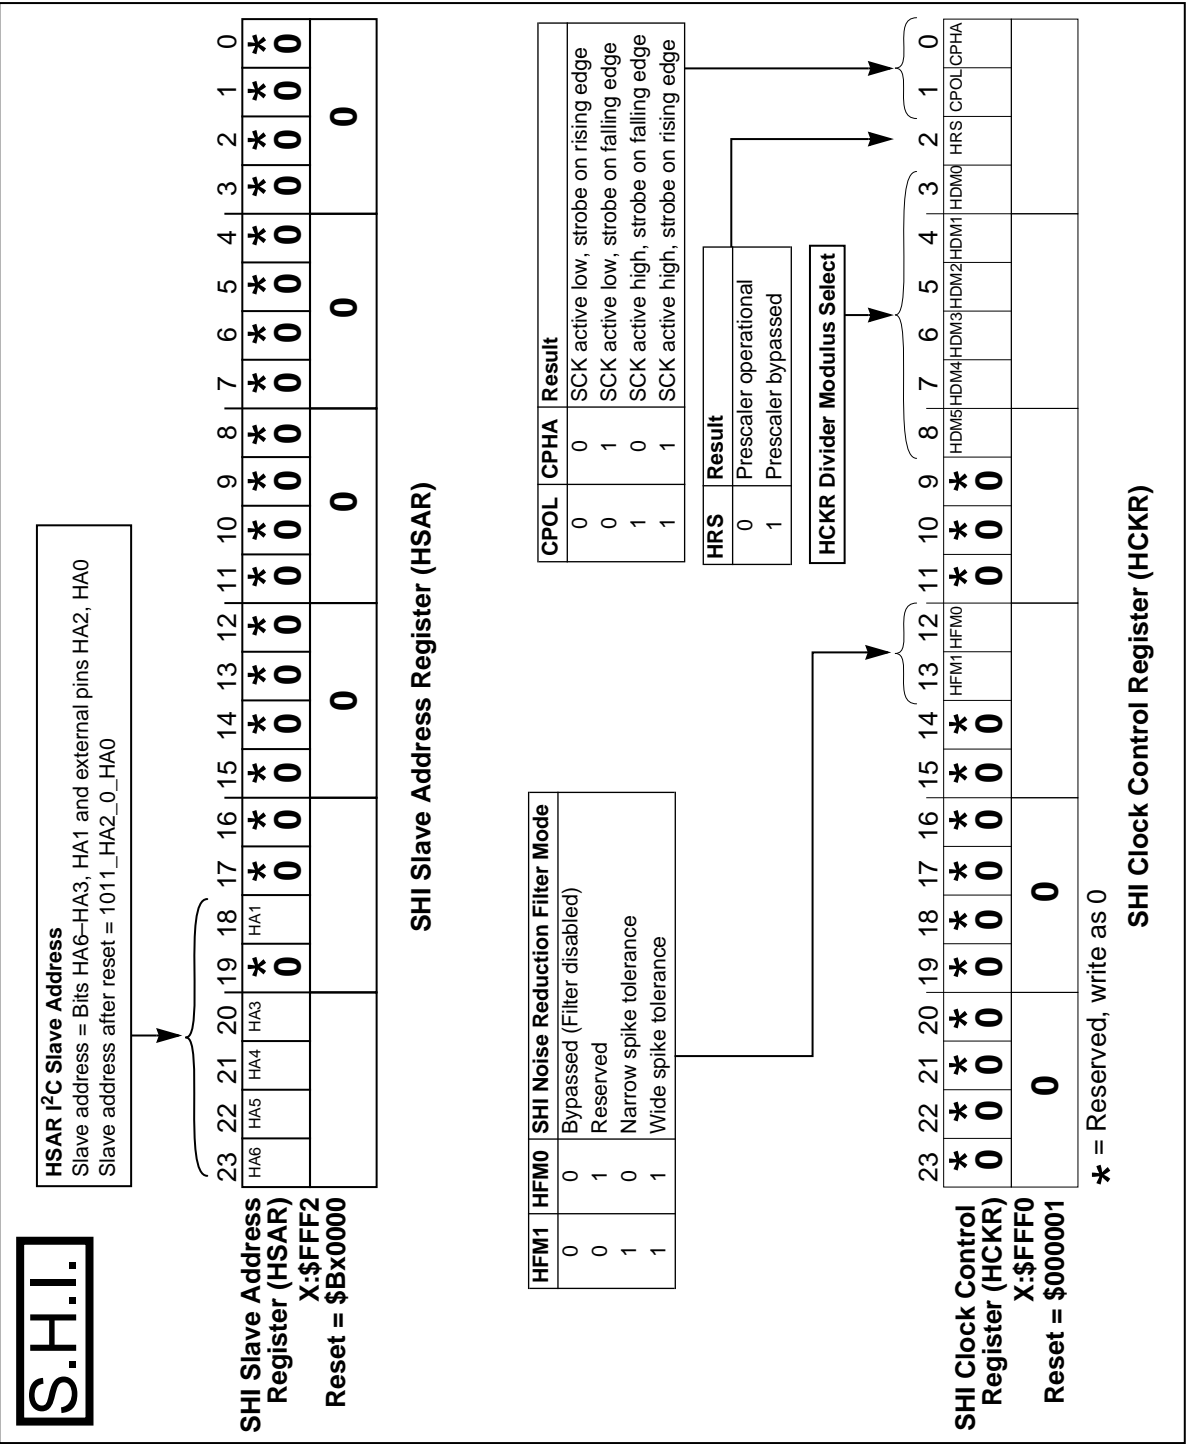 S.H.I.
HSAR I²C Slave Address
Slave address = Bits HA6–HA3, HA1 and external pins HA2, HA0
Slave address after reset = 1011_HA2_0_HA0
23 22 21 20 19 18 17 16 15 14 13 12 11 10 9 8 7 6 5 4 3 2 1 0
SHI Slave Address
Register (HSAR)
X:$FFF2
Reset = $Bx0000
HA6 HA5 HA4 HA3 * HA1 * * * * * * * * * * * * * * * * * *
0 0 0 0 0 0 0 0 0 0 0 0 0 0 0 0 0 0 0
0 0 0 0
SHI Slave Address Register (HSAR)
HFM1 HFM0 SHI Noise Reduction Filter Mode
0 0 Bypassed (Filter disabled)
0 1 Reserved
1 0 Narrow spike tolerance
1 1 Wide spike tolerance
CPOL CPHA Result
0 0 SCK active low, strobe on rising edge
0 1 SCK active low, strobe on falling edge
1 0 SCK active high, strobe on falling edge
1 1 SCK active high, strobe on rising edge
HRS Result
0 Prescaler operational
1 Prescaler bypassed
HCKR Divider Modulus Select
23 22 21 20 19 18 17 16 15 14 13 12 11 10 9 8 7 6 5 4 3 2 1 0
SHI Clock Control
Register (HCKR)
X:$FFF0
Reset = $000001
* * * * * * * * * * HFM1 HFM0 * * * HDM5 HDM4 HDM3 HDM2 HDM1 HDM0 HRS CPOL CPHA
0 0 0 0 0 0 0 0 0 0 0 0 0
0 0
* = Reserved, write as 0
SHI Clock Control Register (HCKR)